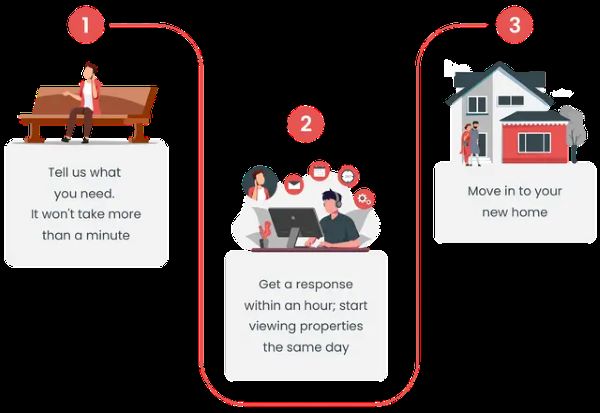 1
Tell us what
you need.
It won't take more
than a minute
2
Get a response
within an hour; start
viewing properties
the same day
3
Move in to your
new home